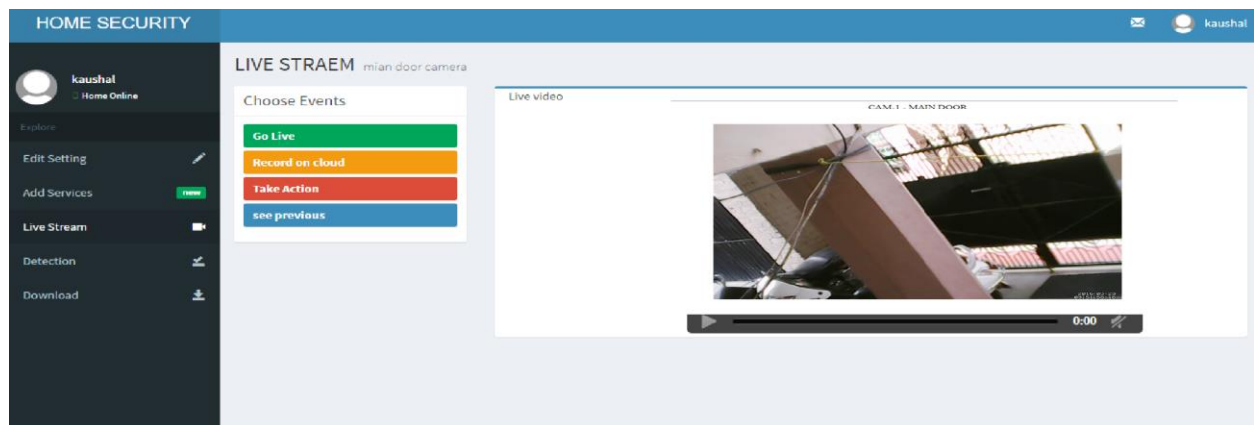 HOME SECURITY
kaushal
kaushal
Home Online
Explore
Edit Setting
Add Services new
Live Stream
Detection
Download
LIVE STRAEM mian door camera
Choose Events
Go Live
Record on cloud
Take Action
see previous
Live video
CAM.1 - MAIN DOOR
0:00